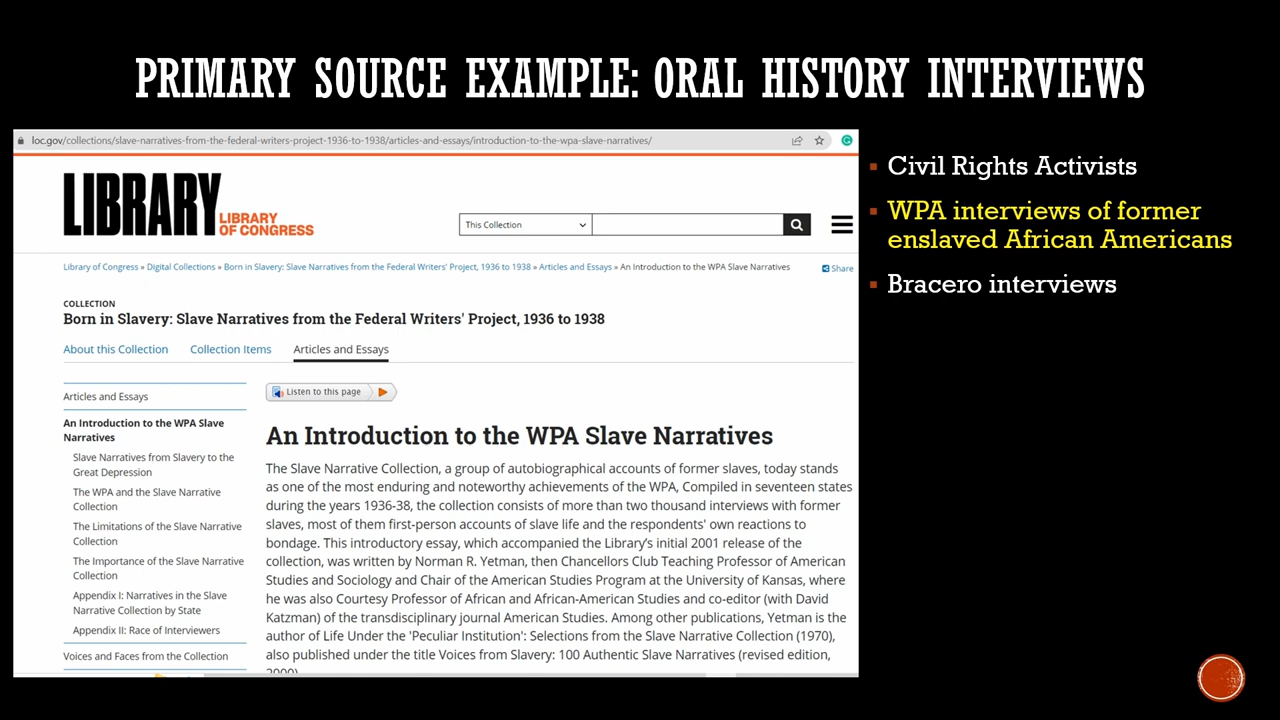 PRIMARY SOURCE EXAMPLE: ORAL HISTORY INTERVIEWS
loc.gov/collections/slave-narratives-from-the-federal-writers-project-1936-to-1938/articles-and-essays/introduction-to-the-wpa-slave-narratives/
LIBRARY
LIBRARY
OF CONGRESS
This Collection
Library of Congress » Digital Collections » Born in Slavery: Slave Narratives from the Federal Writers' Project, 1936 to 1938 » Articles and Essays » An Introduction to the WPA Slave Narratives
Share
COLLECTION
Born in Slavery: Slave Narratives from the Federal Writers' Project, 1936 to 1938
About this Collection
Collection Items
Articles and Essays
Articles and Essays
An Introduction to the WPA Slave
Narratives
Slave Narratives from Slavery to the
Great Depression
The WPA and the Slave Narrative
Collection
The Limitations of the Slave Narrative
Collection
The Importance of the Slave Narrative
Collection
Appendix I: Narratives in the Slave
Narrative Collection by State
Appendix II: Race of Interviewers
Voices and Faces from the Collection
Listen to this page
An Introduction to the WPA Slave Narratives
The Slave Narrative Collection, a group of autobiographical accounts of former slaves, today stands
as one of the most enduring and noteworthy achievements of the WPA, Compiled in seventeen states
during the years 1936-38, the collection consists of more than two thousand interviews with former
slaves, most of them first-person accounts of slave life and the respondents' own reactions to
bondage. This introductory essay, which accompanied the Library's initial 2001 release of the
collection, was written by Norman R. Yetman, then Chancellors Club Teaching Professor of American
Studies and Sociology and Chair of the American Studies Program at the University of Kansas, where
he was also Courtesy Professor of African and African-American Studies and co-editor (with David
Katzman) of the transdisciplinary journal American Studies. Among other publications, Yetman is the
author of Life Under the 'Peculiar Institution': Selections from the Slave Narrative Collection (1970),
also published under the title Voices from Slavery: 100 Authentic Slave Narratives (revised edition,
Civil Rights Activists
WPA interviews of former
enslaved African Americans
Bracero interviews